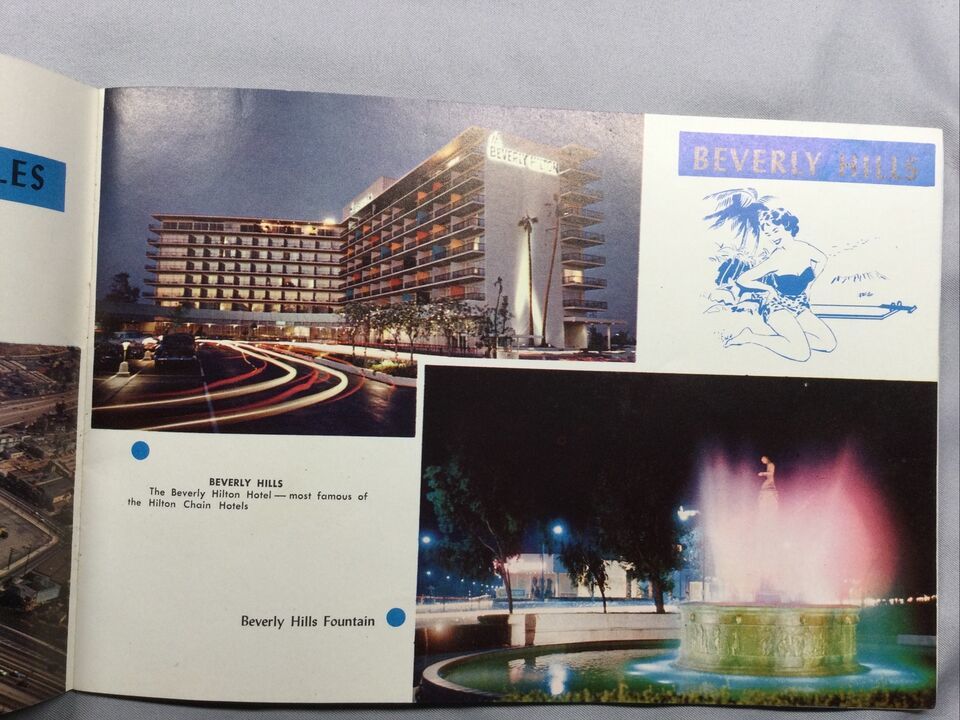 LES
BEVERLY HILTON
BEVERLY HILLS
BEVERLY HILLS
The Beverly Hilton Hotel — most famous of
the Hilton Chain Hotels
Beverly Hills Fountain